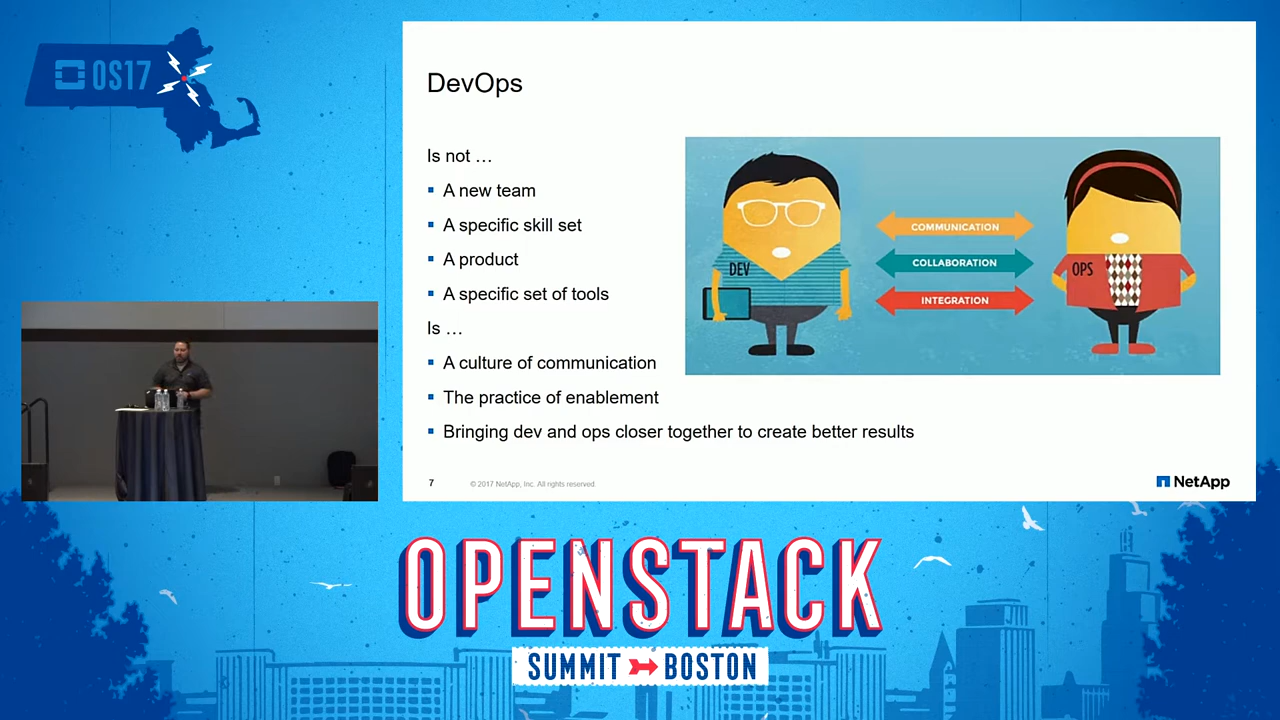 OS17
DevOps
Is not …
A new team
A specific skill set
A product
A specific set of tools
Is …
A culture of communication
The practice of enablement
Bringing dev and ops closer together to create better results
DEV
COMMUNICATION
COLLABORATION
INTEGRATION
OPS
7
© 2017 NetApp, Inc. All rights reserved
NetApp
OPENSTACK
SUMMIT BOSTON